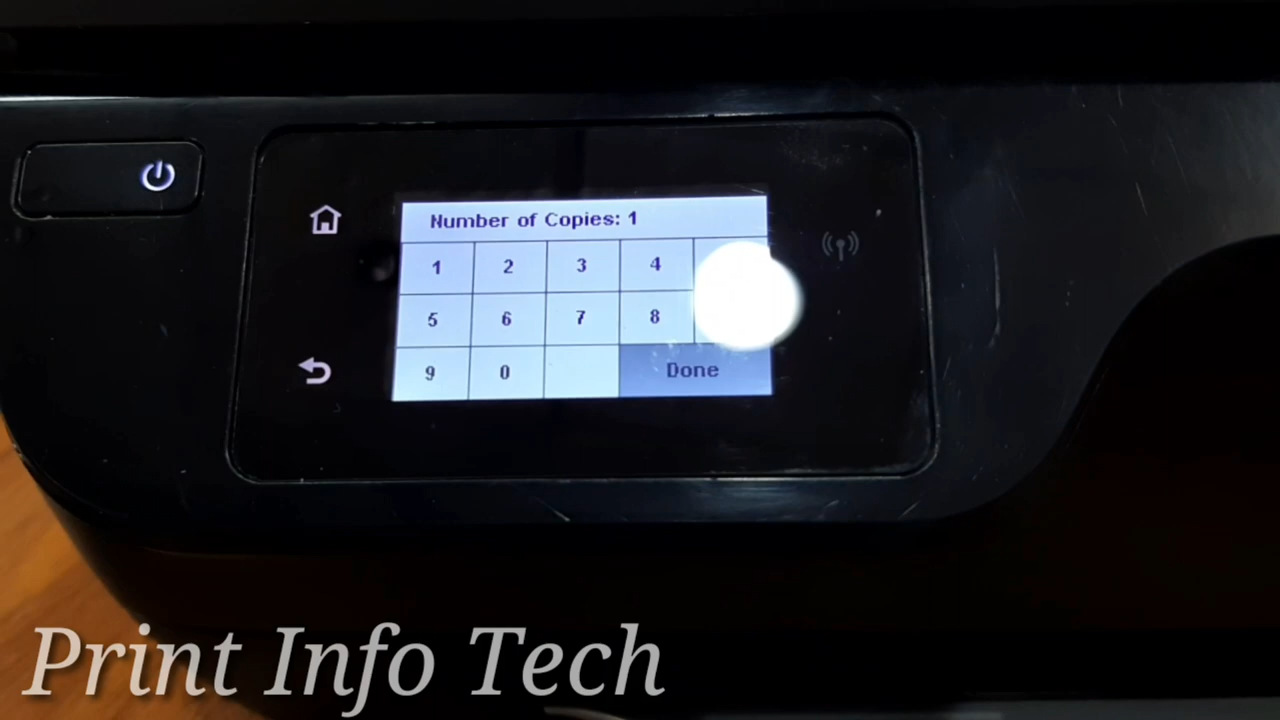 Number of Copies: 1
1 2 3 4
5 6 7 8
9 0 Done
Print Info Tech